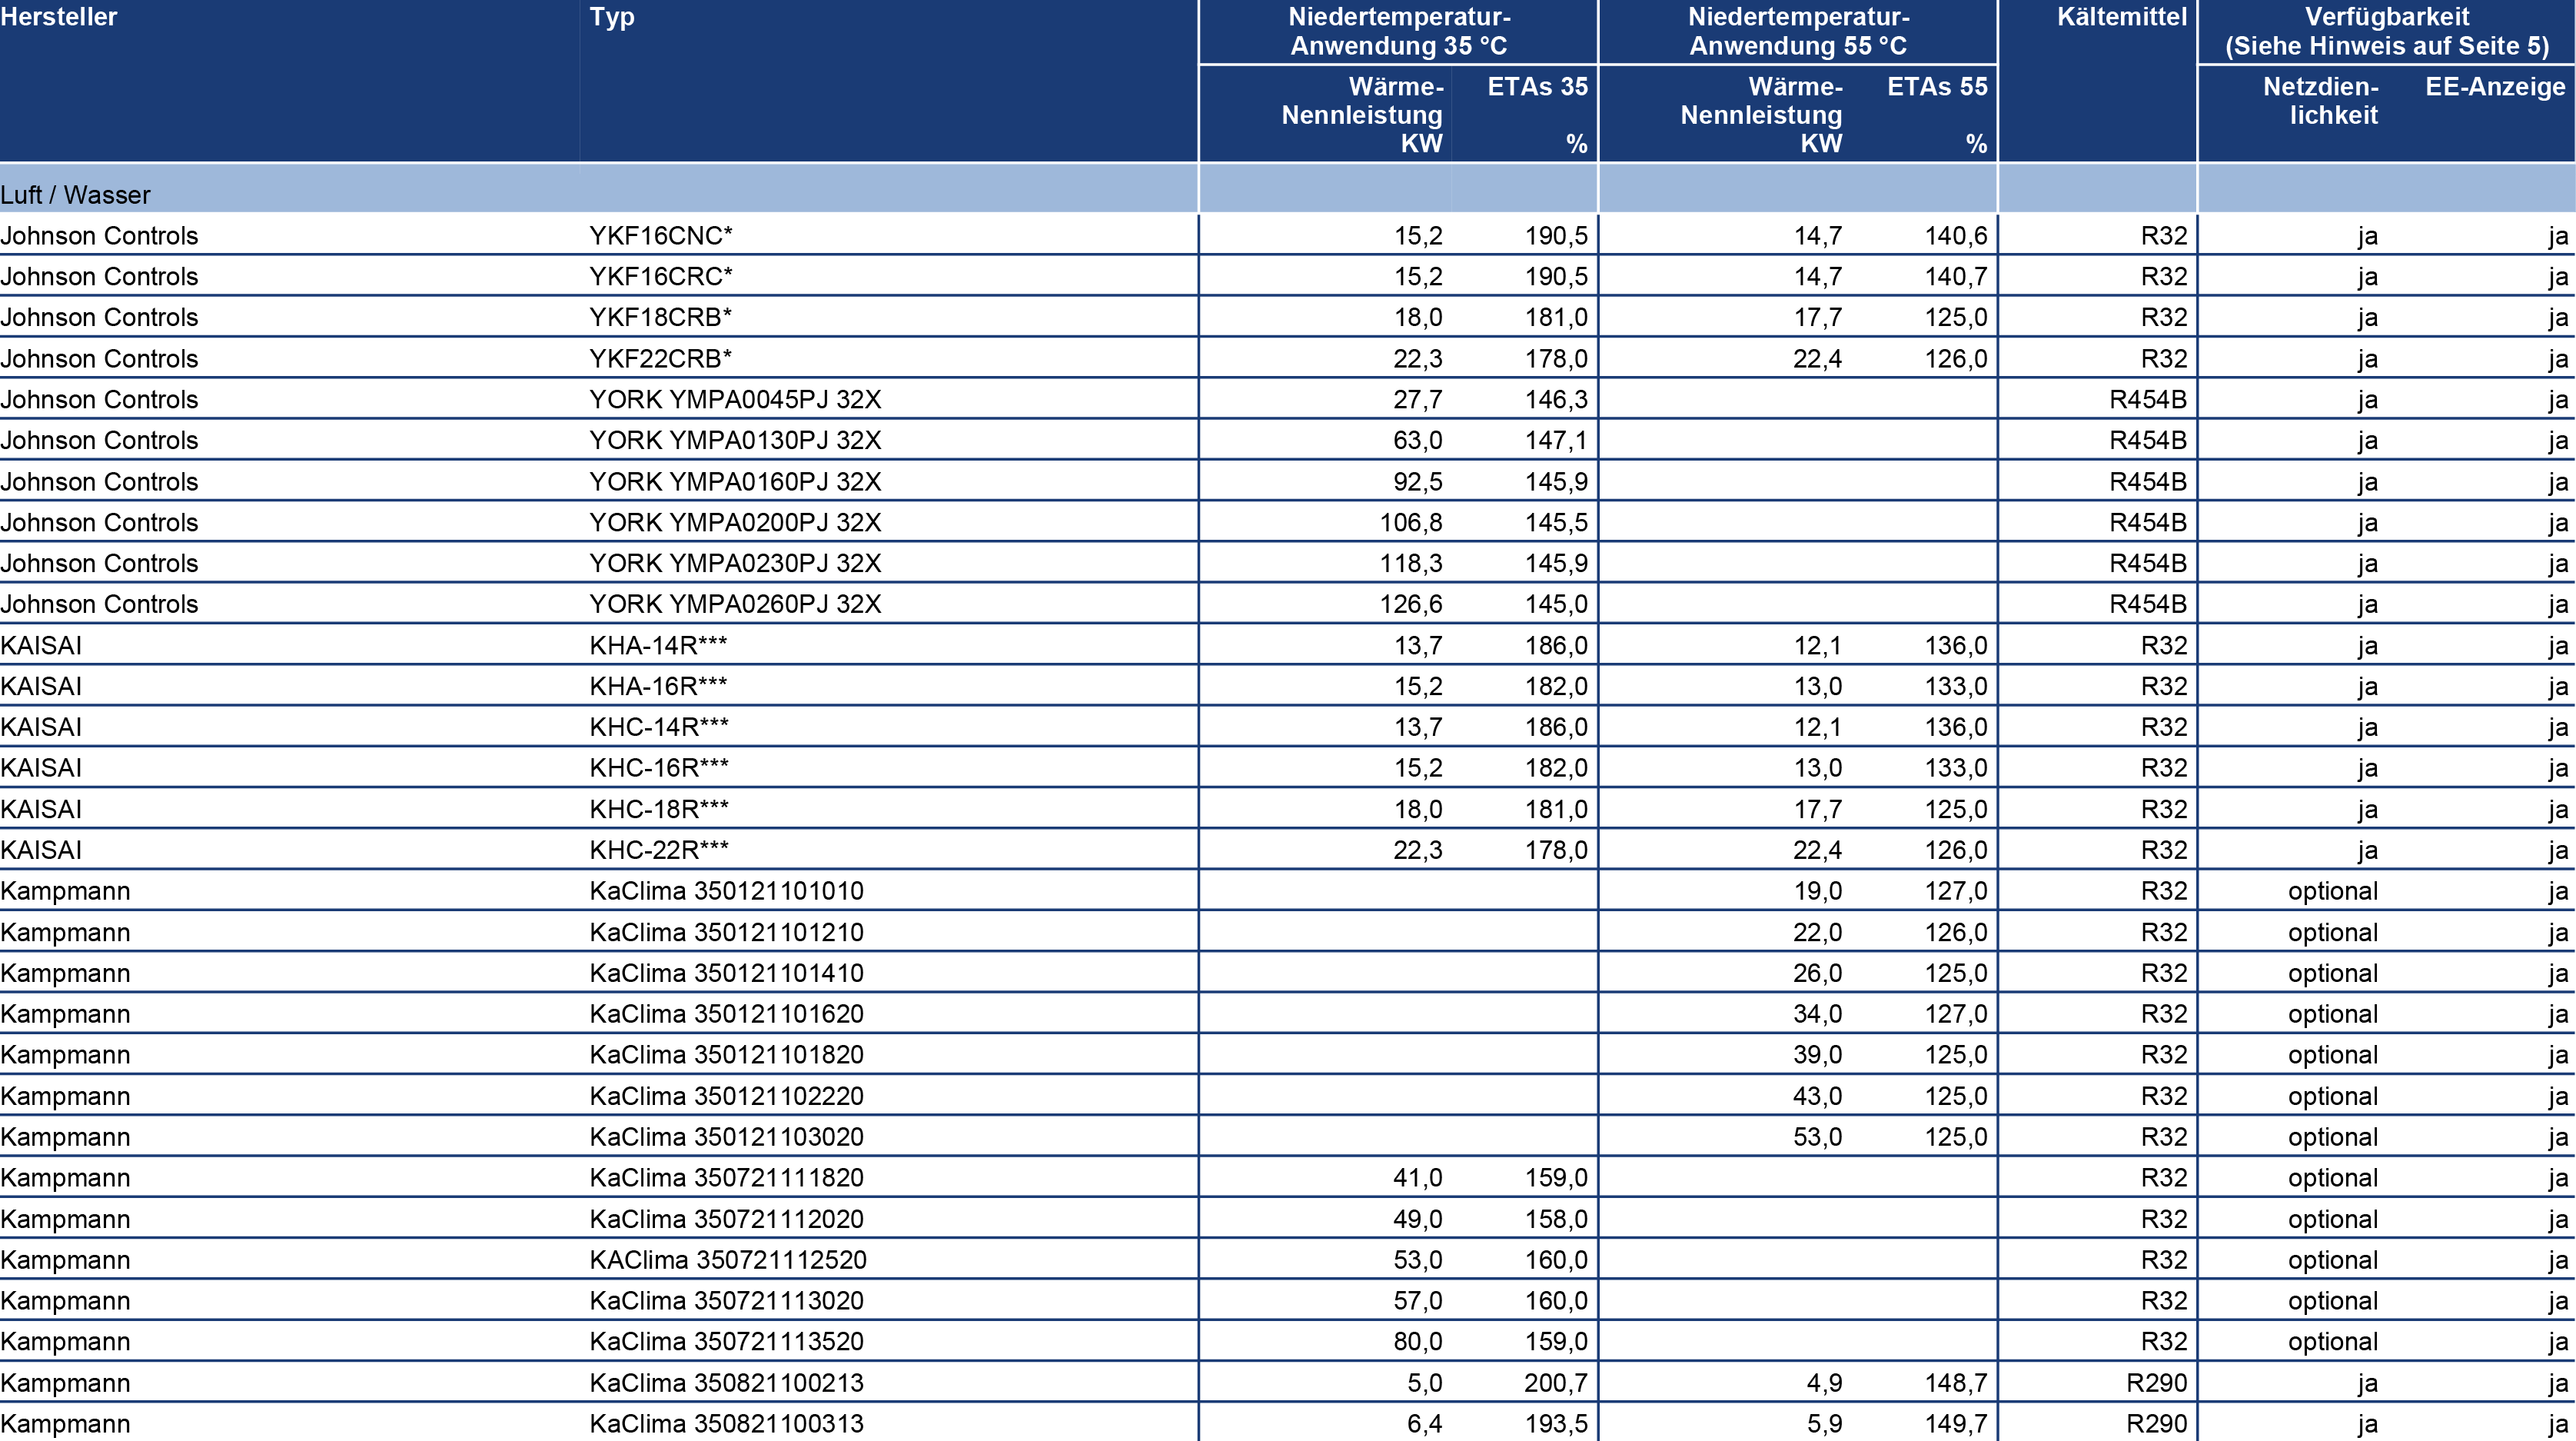 Hersteller Typ Niedertemperatur- Niedertemperatur- Kältemittel Verfügbarkeit
Anwendung 35 °C Anwendung 55 °C (Siehe Hinweis auf Seite 5)
Wärme- ETAs 35 Wärme- ETAs 55 Netzdien- EE-Anzeige
Nennleistung Nennleistung lichkeit
KW % KW %
Luft / Wasser
Johnson Controls YKF16CNC* 15,2 190,5 14,7 140,6 R32 ja ja
Johnson Controls YKF16CRC* 15,2 190,5 14,7 140,7 R32 ja ja
Johnson Controls YKF18CRB* 18,0 181,0 17,7 125,0 R32 ja ja
Johnson Controls YKF22CRB* 22,3 178,0 22,4 126,0 R32 ja ja
Johnson Controls YORK YMPA0045PJ 32X 27,7 146,3 R454B ja ja
Johnson Controls YORK YMPA0130PJ 32X 63,0 147,1 R454B ja ja
Johnson Controls YORK YMPA0160PJ 32X 92,5 145,9 R454B ja ja
Johnson Controls YORK YMPA0200PJ 32X 106,8 145,5 R454B ja ja
Johnson Controls YORK YMPA0230PJ 32X 118,3 145,9 R454B ja ja
Johnson Controls YORK YMPA0260PJ 32X 126,6 145,0 R454B ja ja
KAISAI KHA-14R*** 13,7 186,0 12,1 136,0 R32 ja ja
KAISAI KHA-16R*** 15,2 182,0 13,0 133,0 R32 ja ja
KAISAI KHC-14R*** 13,7 186,0 12,1 136,0 R32 ja ja
KAISAI KHC-16R*** 15,2 182,0 13,0 133,0 R32 ja ja
KAISAI KHC-18R*** 18,0 181,0 17,7 125,0 R32 ja ja
KAISAI KHC-22R*** 22,3 178,0 22,4 126,0 R32 ja ja
Kampmann KaClima 350121101010 19,0 127,0 R32 optional ja
Kampmann KaClima 350121101210 22,0 126,0 R32 optional ja
Kampmann KaClima 350121101410 26,0 125,0 R32 optional ja
Kampmann KaClima 350121101620 34,0 127,0 R32 optional ja
Kampmann KaClima 350121101820 39,0 125,0 R32 optional ja
Kampmann KaClima 350121102220 43,0 125,0 R32 optional ja
Kampmann KaClima 350121103020 53,0 125,0 R32 optional ja
Kampmann KaClima 350721111820 41,0 159,0 R32 optional ja
Kampmann KaClima 350721112020 49,0 158,0 R32 optional ja
Kampmann KAClima 350721112520 53,0 160,0 R32 optional ja
Kampmann KaClima 350721113020 57,0 160,0 R32 optional ja
Kampmann KaClima 350721113520 80,0 159,0 R32 optional ja
Kampmann KaClima 350821100213 5,0 200,7 4,9 148,7 R290 ja ja
Kampmann KaClima 350821100313 6,4 193,5 5,9 149,7 R290 ja ja